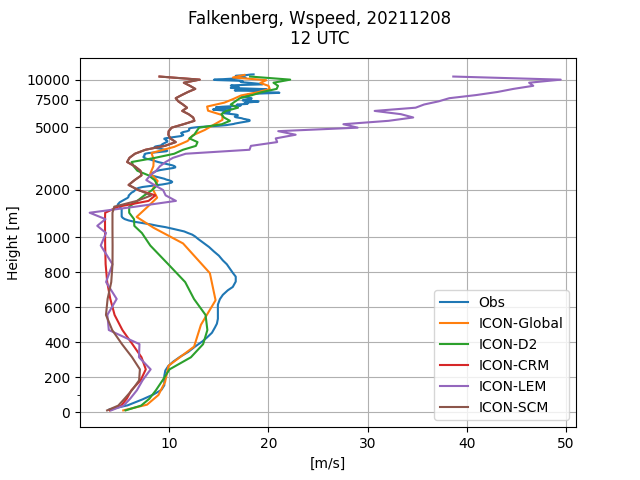 Falkenberg, Wspeed, 20211208
12 UTC
Height [m]
10000
7500
5000
2000
1000
800
600
400
200
0
10
20
30
40
50
[m/s]
Obs
ICON-Global
ICON-D2
ICON-CRM
ICON-LEM
ICON-SCM